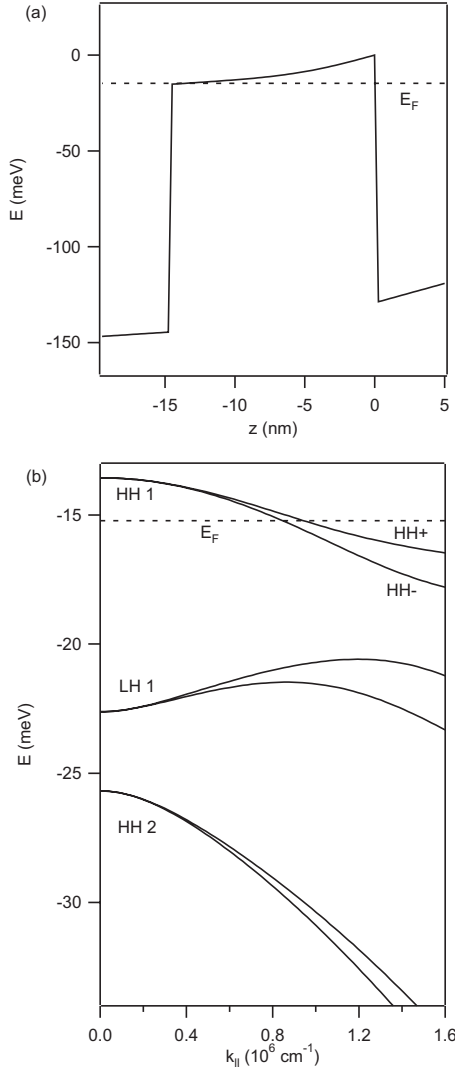 (a)
0
E_F
-50
E (meV)
-100
-150
-15
-10
-5
0
5
z (nm)
(b)
HH 1
-15
E_F
HH+
HH-
-20
LH 1
E (meV)
-25
HH 2
-30
0.0
0.4
0.8
1.2
1.6
k_{||} (10^6 cm^{-1})